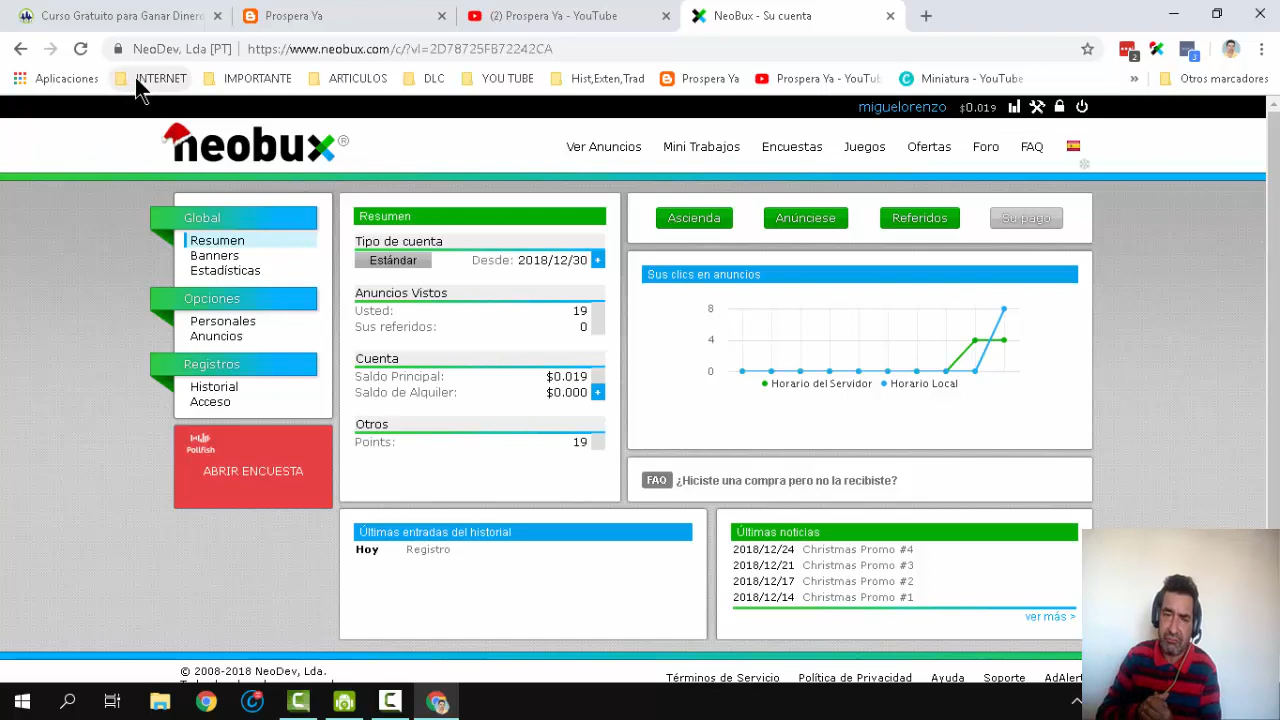 Curso Gratuito para Ganar Dinero
Prospera Ya
(2) Prospera Ya - YouTube
NeoBux - Su cuenta
NeoDev, Lda [PT]
https://www.neobux.com/c/?vl=2D78725FB72242CA
2
3
Aplicaciones
INTERNET
IMPORTANTE
ARTICULOS
DLC
YOU TUBE
Hist,Exten,Trad
Prospera Ya
Prospera Ya - YouTub
Miniatura - YouTube
»
Otros marcadores
miguelorenzo
$0.019
neobux®
Ver Anuncios
Mini Trabajos
Encuestas
Juegos
Ofertas
Foro
FAQ
Global
Resumen
Banners
Estadísticas
Opciones
Personales
Anuncios
Registros
Historial
Acceso
Pollfish
ABRIR ENCUESTA
Resumen
Tipo de cuenta
Estándar
Desde: 2018/12/30 +
Anuncios Vistos
Usted: 19
Sus referidos: 0
Cuenta
Saldo Principal: $0.019
Saldo de Alquiler: $0.000 +
Otros
Points: 19
Ascienda
Anúnciese
Referidos
Su pago
Sus clics en anuncios
8
4
0
Horario del Servidor
Horario Local
FAQ ¿Hiciste una compra pero no la recibiste?
Últimas entradas del historial
Hoy Registro
Últimas noticias
2018/12/24 Christmas Promo #4
2018/12/21 Christmas Promo #3
2018/12/17 Christmas Promo #2
2018/12/14 Christmas Promo #1
ver más >
© 2008-2018 NeoDev, Lda.
Términos de Servicio
Política de Privacidad
Ayuda
Soporte
AdAlert